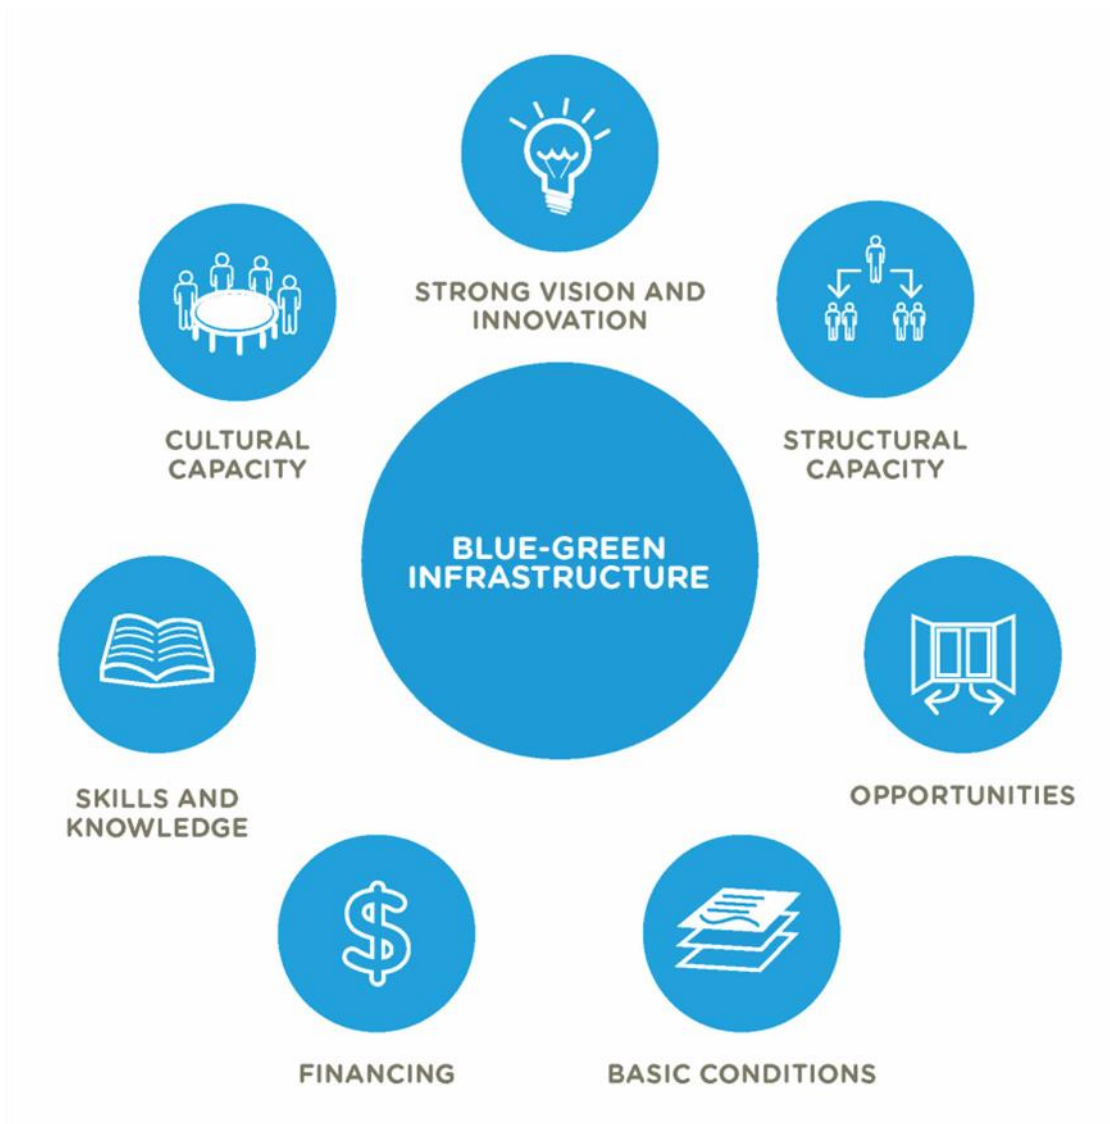 STRONG VISION AND
INNOVATION
CULTURAL
CAPACITY
STRUCTURAL
CAPACITY
BLUE-GREEN
INFRASTRUCTURE
SKILLS AND
KNOWLEDGE
OPPORTUNITIES
$
FINANCING
BASIC CONDITIONS